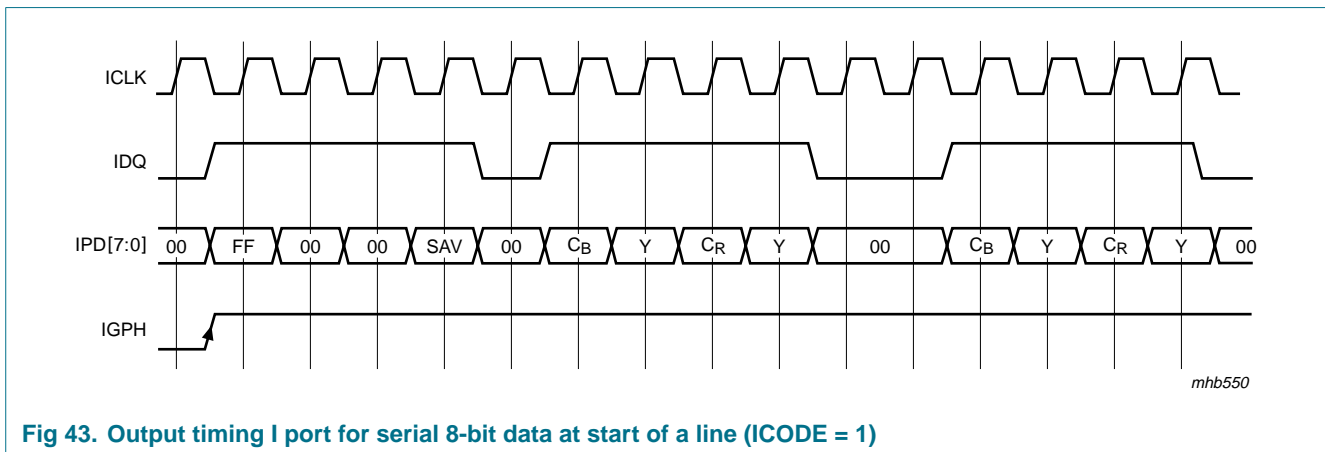 ICLK
IDQ
IPD[7:0] 00 FF 00 00 SAV 00 CB Y CR Y 00 CB Y CR Y 00
IGPH
mhb550
Fig 43. Output timing I port for serial 8-bit data at start of a line (ICODE = 1)